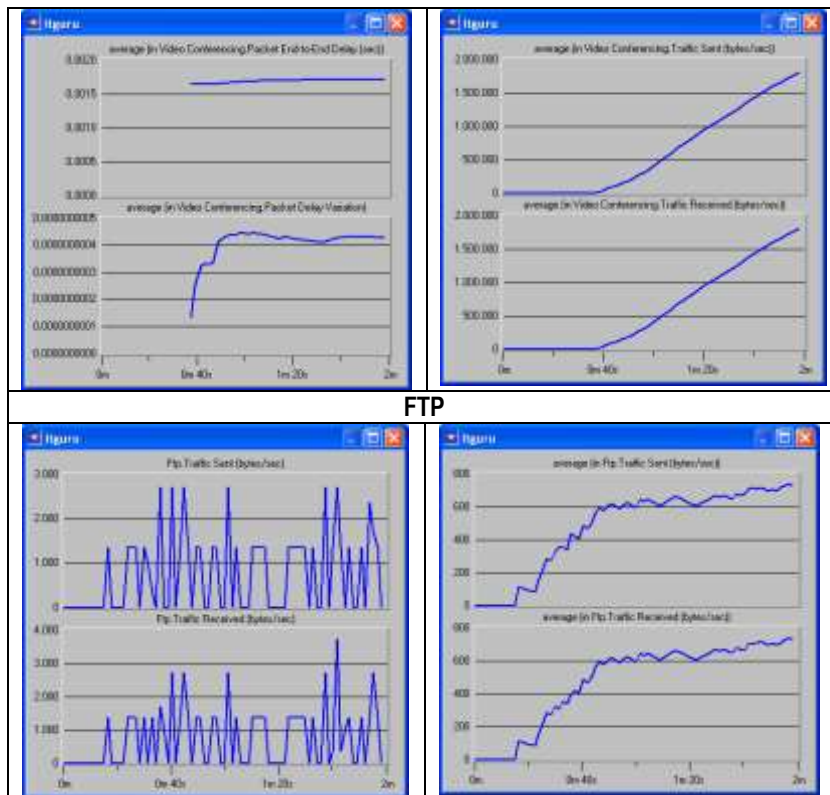 Itguru
average (in Video Conferencing.Packet End-to-End Delay (sec))
0.0020
0.0015
0.0010
0.0005
0.0000
average (in Video Conferencing.Packet Delay Variation)
0.0000000005
0.0000000004
0.0000000003
0.0000000002
0.0000000001
0.0000000000
0m
0m 40s
1m 20s
2m
Itguru
average (in Video Conferencing.Traffic Sent (bytes/sec))
2.000.000
1.500.000
1.000.000
500.000
0
average (in Video Conferencing.Traffic Received (bytes/sec))
2.000.000
1.500.000
1.000.000
500.000
0
0m
0m 40s
1m 20s
2m
FTP
Itguru
Ftp.Traffic Sent (bytes/sec)
3.000
2.000
1.000
0
Ftp.Traffic Received (bytes/sec)
4.000
3.000
2.000
1.000
0
0m
0m 40s
1m 20s
2m
Itguru
average (in Ftp.Traffic Sent (bytes/sec))
800
600
400
200
0
average (in Ftp.Traffic Received (bytes/sec))
800
600
400
200
0
0m
0m 40s
1m 20s
2m